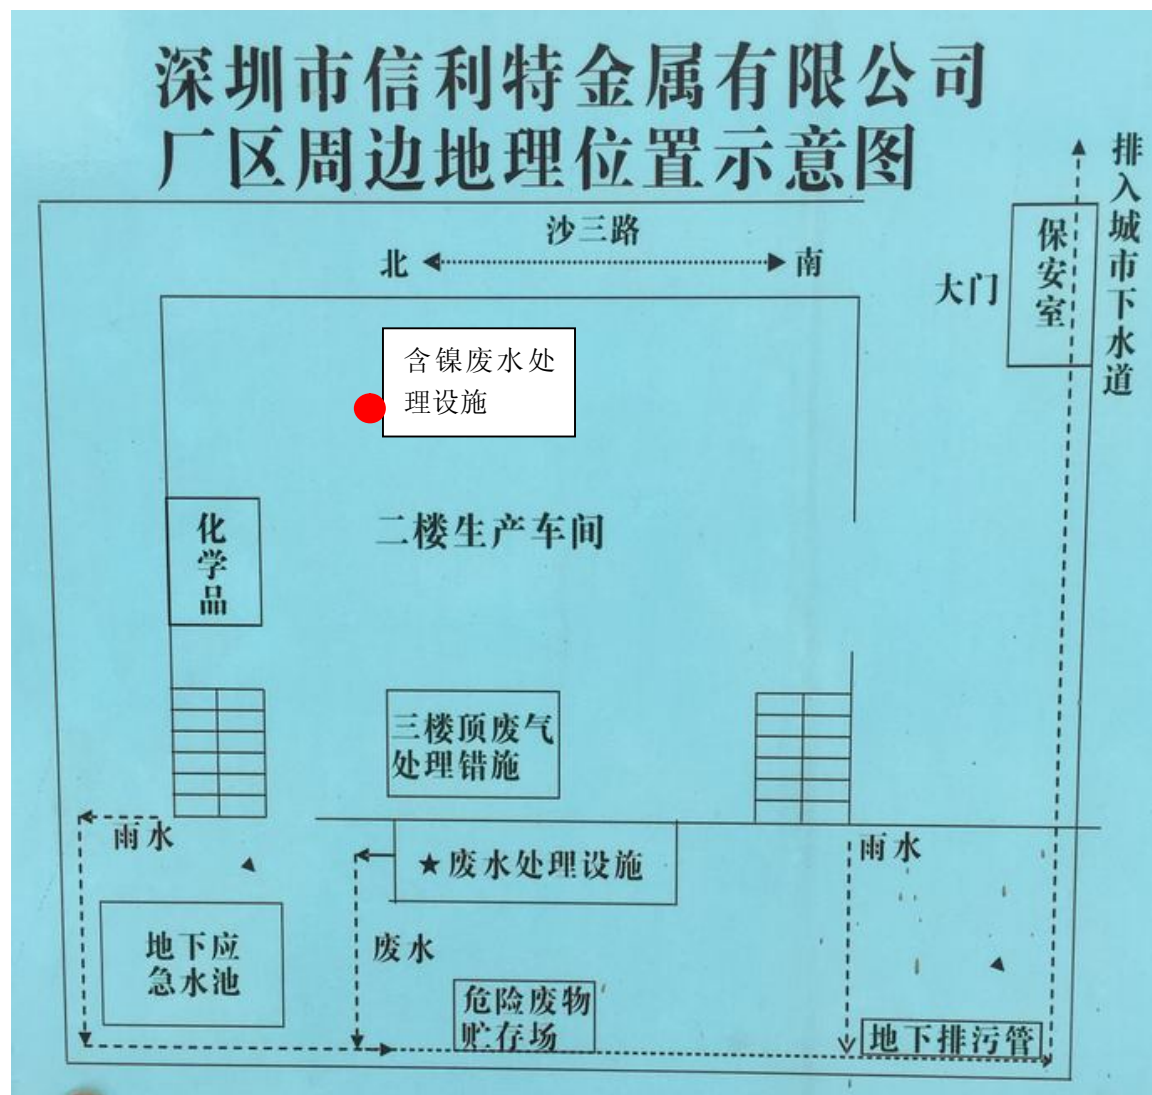 深圳市信利特金属有限公司
厂区周边地理位置示意图
沙三路
北
南
大门
保安室
排入城市下水道
含镍废水处
理设施
化学品
二楼生产车间
三楼顶废气
处理错施
雨水
★废水处理设施
雨水
地下应
急水池
废水
危险废物
贮存场
地下排污管